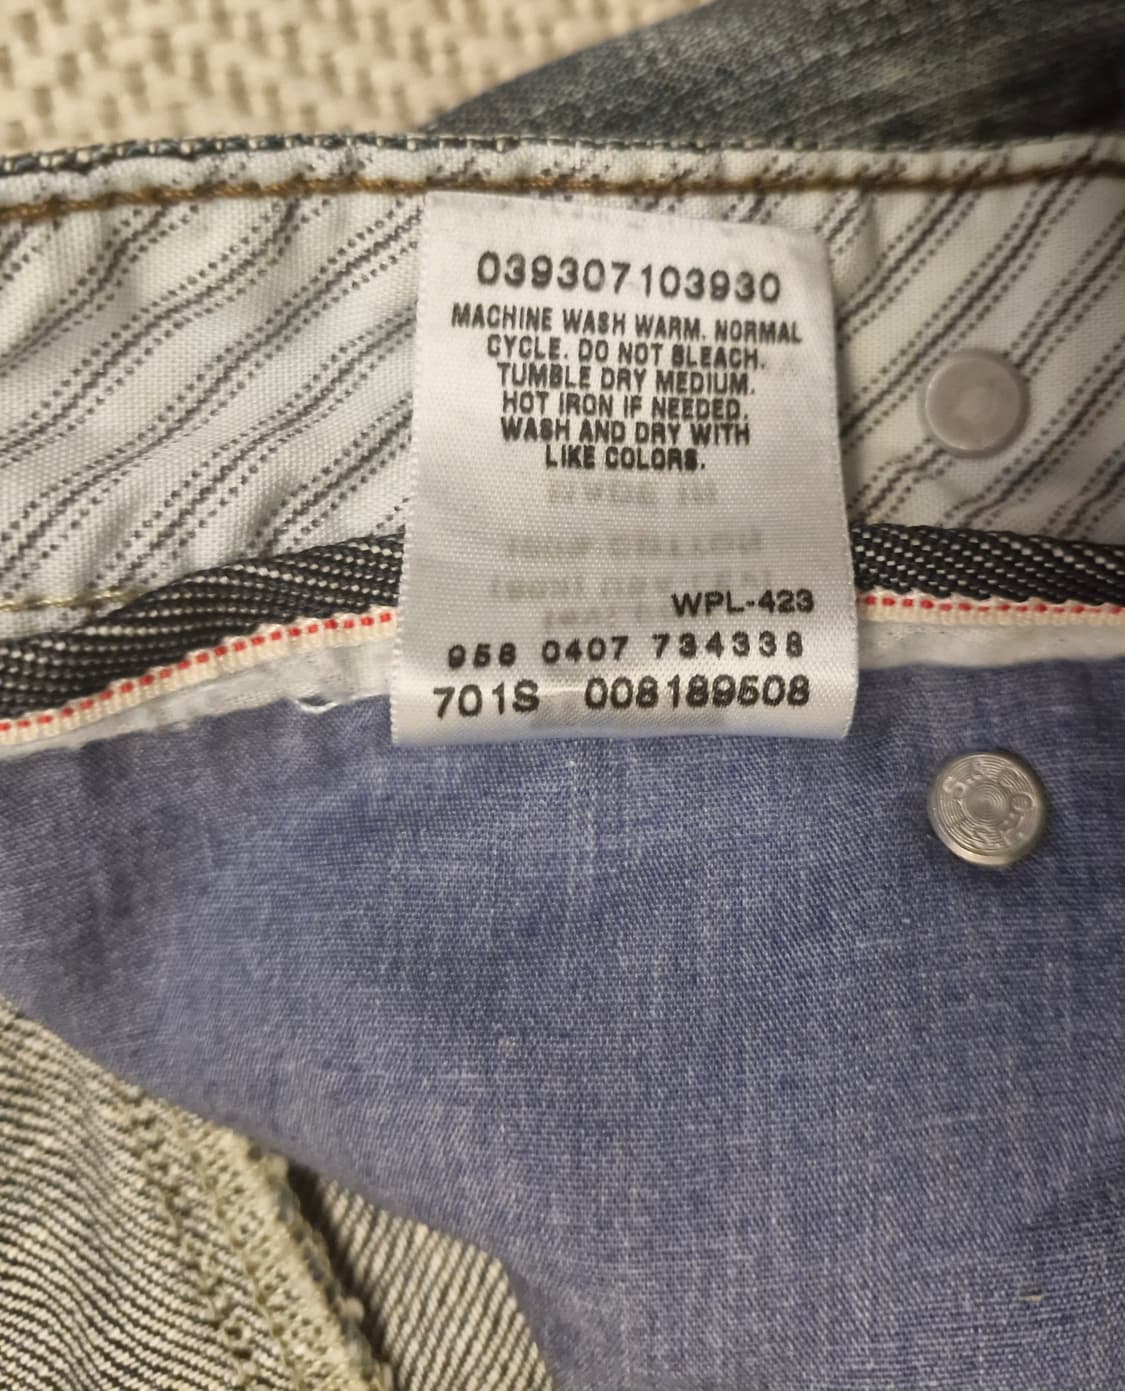 039307103930
MACHINE WASH WARM. NORMAL
CYCLE. DO NOT BLEACH.
TUMBLE DRY MEDIUM.
HOT IRON IF NEEDED.
WASH AND DRY WITH
LIKE COLORS.
WPL-423
958 0407 734338
701S 008189508